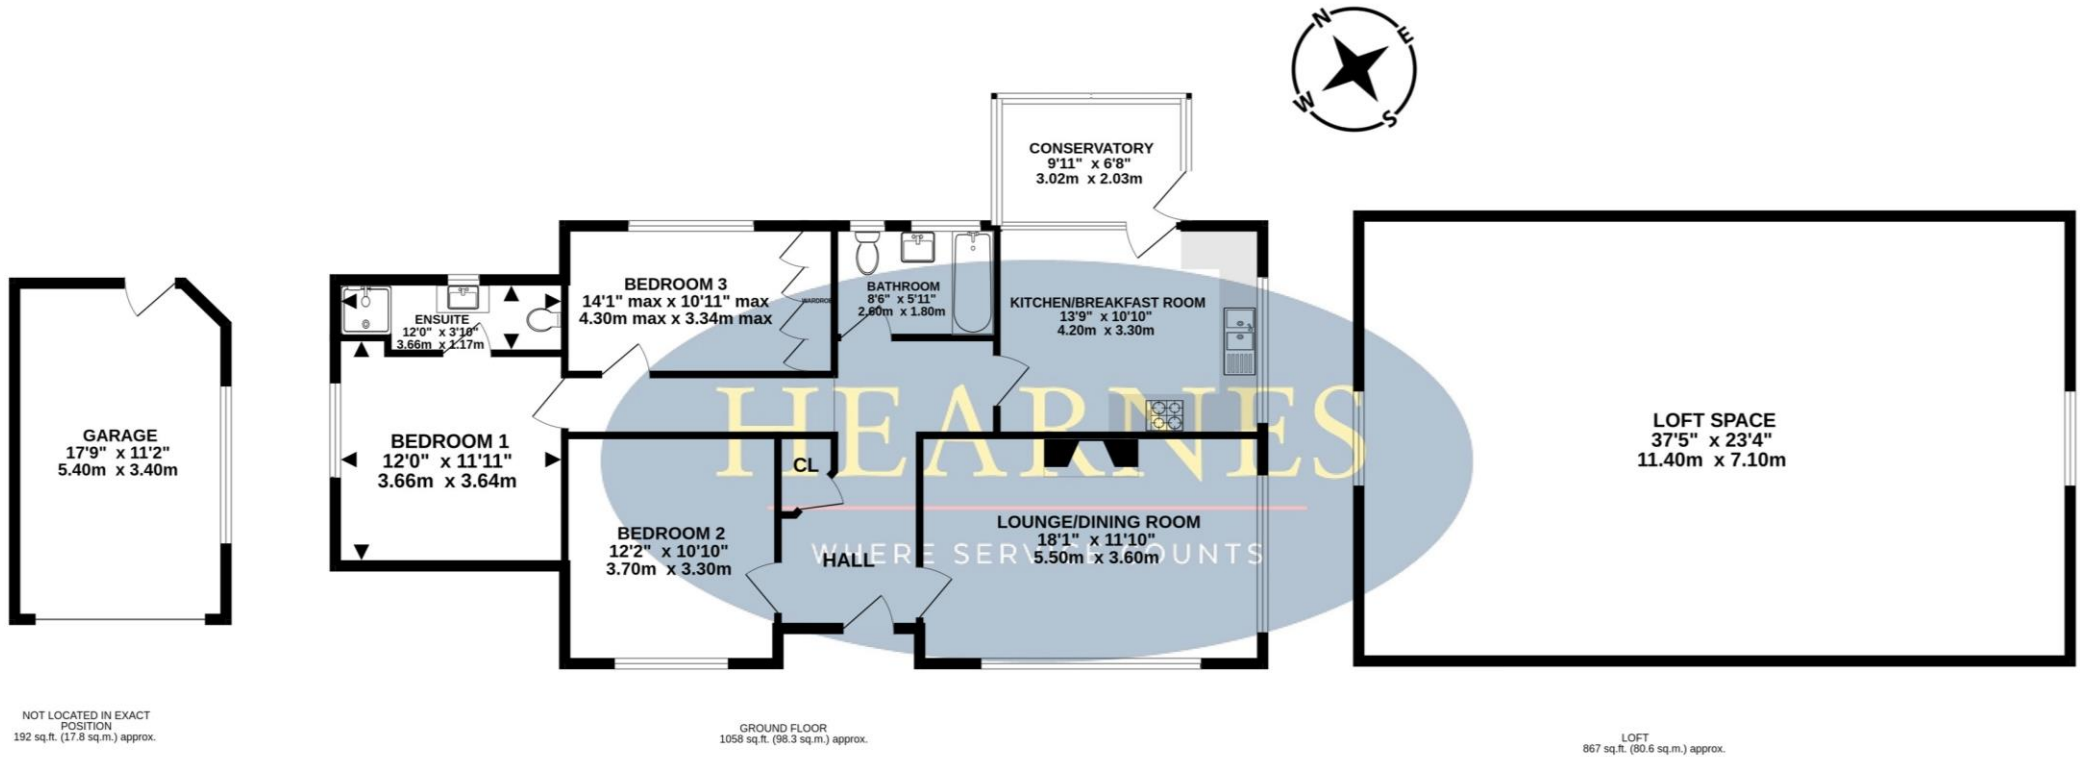 N
E
W
S
CONSERVATORY
9'11" x 6'8"
3.02m x 2.03m
BEDROOM 3
14'1" max x 10'11" max
4.30m max x 3.34m max
WARDROBE
BATHROOM
8'6" x 5'11"
2.60m x 1.80m
KITCHEN/BREAKFAST ROOM
13'9" x 10'10"
4.20m x 3.30m
ENSUITE
12'0" x 3'10"
3.66m x 1.17m
GARAGE
17'9" x 11'2"
5.40m x 3.40m
BEDROOM 1
12'0" x 11'11"
3.66m x 3.64m
HEARNES
WHERE SERVICE COUNTS
CL
BEDROOM 2
12'2" x 10'10"
3.70m x 3.30m
HALL
LOUNGE/DINING ROOM
18'1" x 11'10"
5.50m x 3.60m
LOFT SPACE
37'5" x 23'4"
11.40m x 7.10m
NOT LOCATED IN EXACT
POSITION
192 sq.ft. (17.8 sq.m.) approx.
GROUND FLOOR
1058 sq.ft. (98.3 sq.m.) approx.
LOFT
867 sq.ft. (80.6 sq.m.) approx.